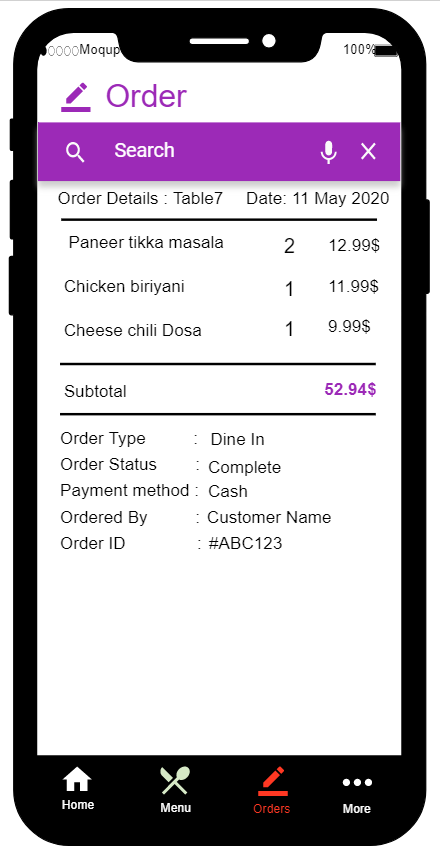 Moqup 100%
Order
Search
Order Details : Table7 Date: 11 May 2020
Paneer tikka masala 2 12.99$
Chicken biriyani 1 11.99$
Cheese chili Dosa 1 9.99$
Subtotal 52.94$
Order Type : Dine In
Order Status : Complete
Payment method : Cash
Ordered By : Customer Name
Order ID : #ABC123
Home Menu Orders More